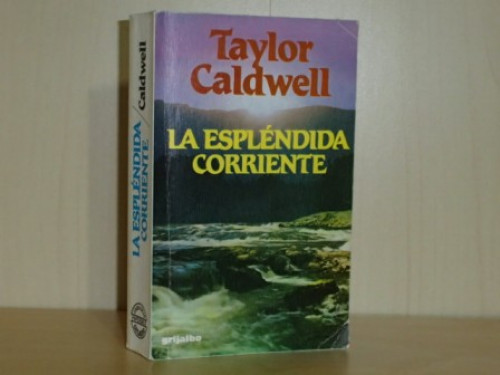 Taylor
Caldwell
LA ESPLÉNDIDA
CORRIENTE
grijalbo
LA ESPLÉNDIDA
CORRIENTE
Caldwell